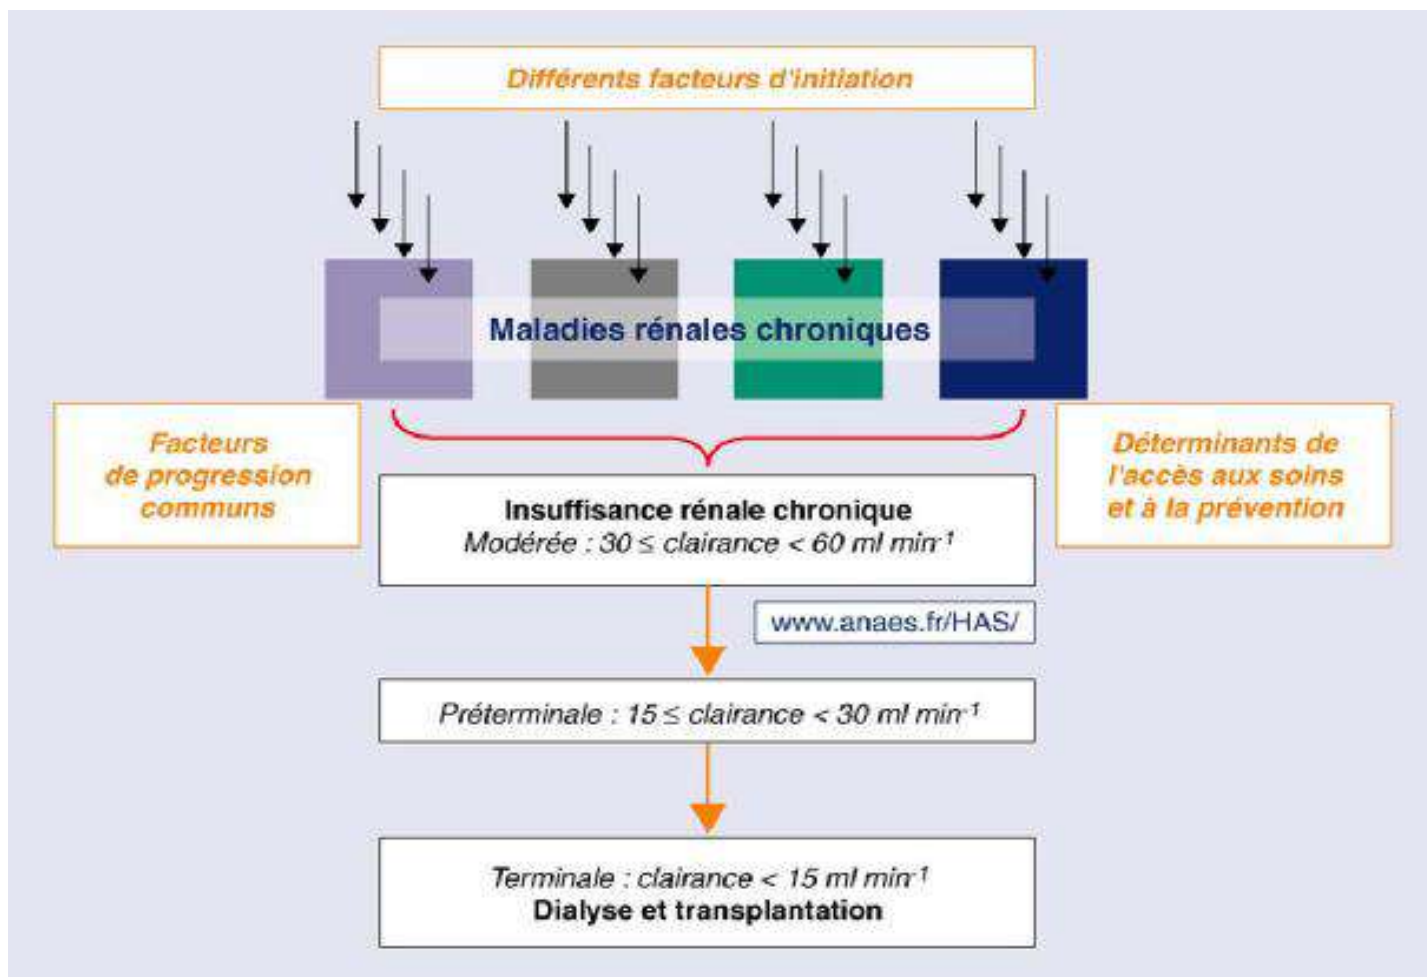 Différents facteurs d'initiation
Maladies rénales chroniques
Facteurs
de progression
communs
Déterminants de
l'accès aux soins
et à la prévention
Insuffisance rénale chronique
Modérée : 30 ≤ clairance < 60 ml min⁻¹
www.anaes.fr/HAS/
Préterminale : 15 ≤ clairance < 30 ml min⁻¹
Terminale : clairance < 15 ml min⁻¹
Dialyse et transplantation